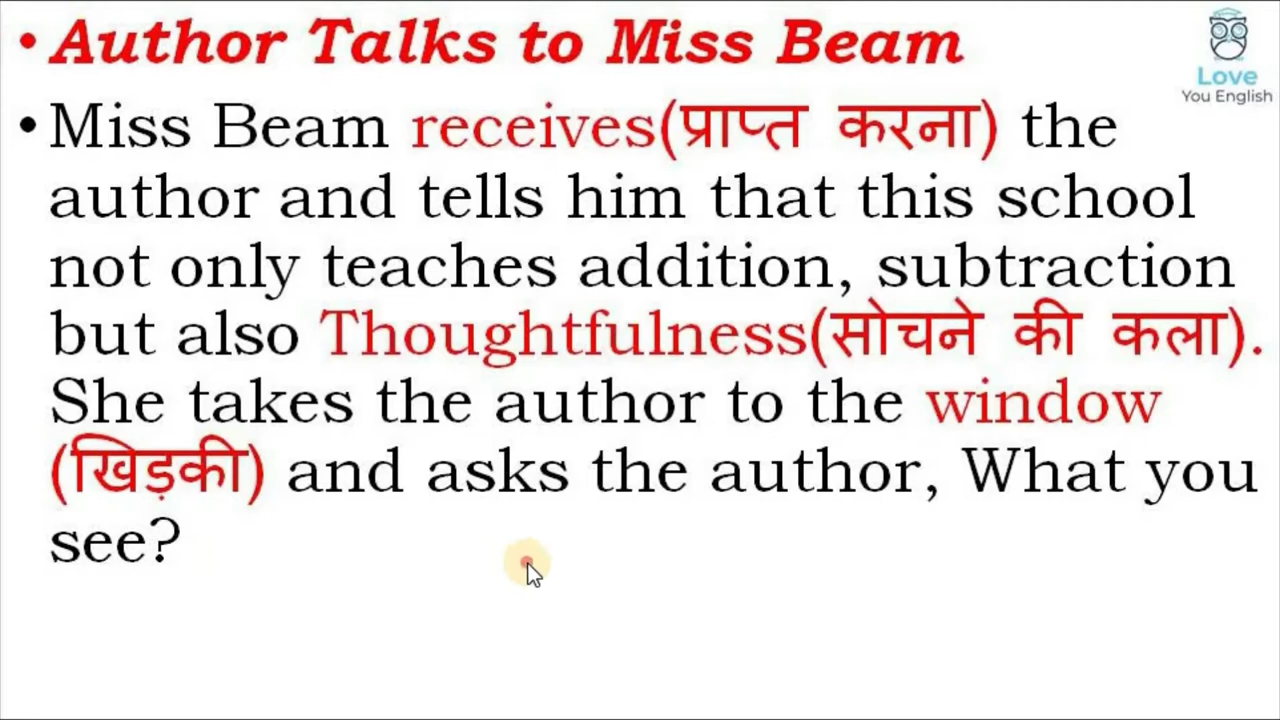 • Author Talks to Miss Beam
Love
You English
• Miss Beam receives(प्राप्त करना) the
author and tells him that this school
not only teaches addition, subtraction
but also Thoughtfulness(सोचने की कला).
She takes the author to the window
(खिड़की) and asks the author, What you
see?